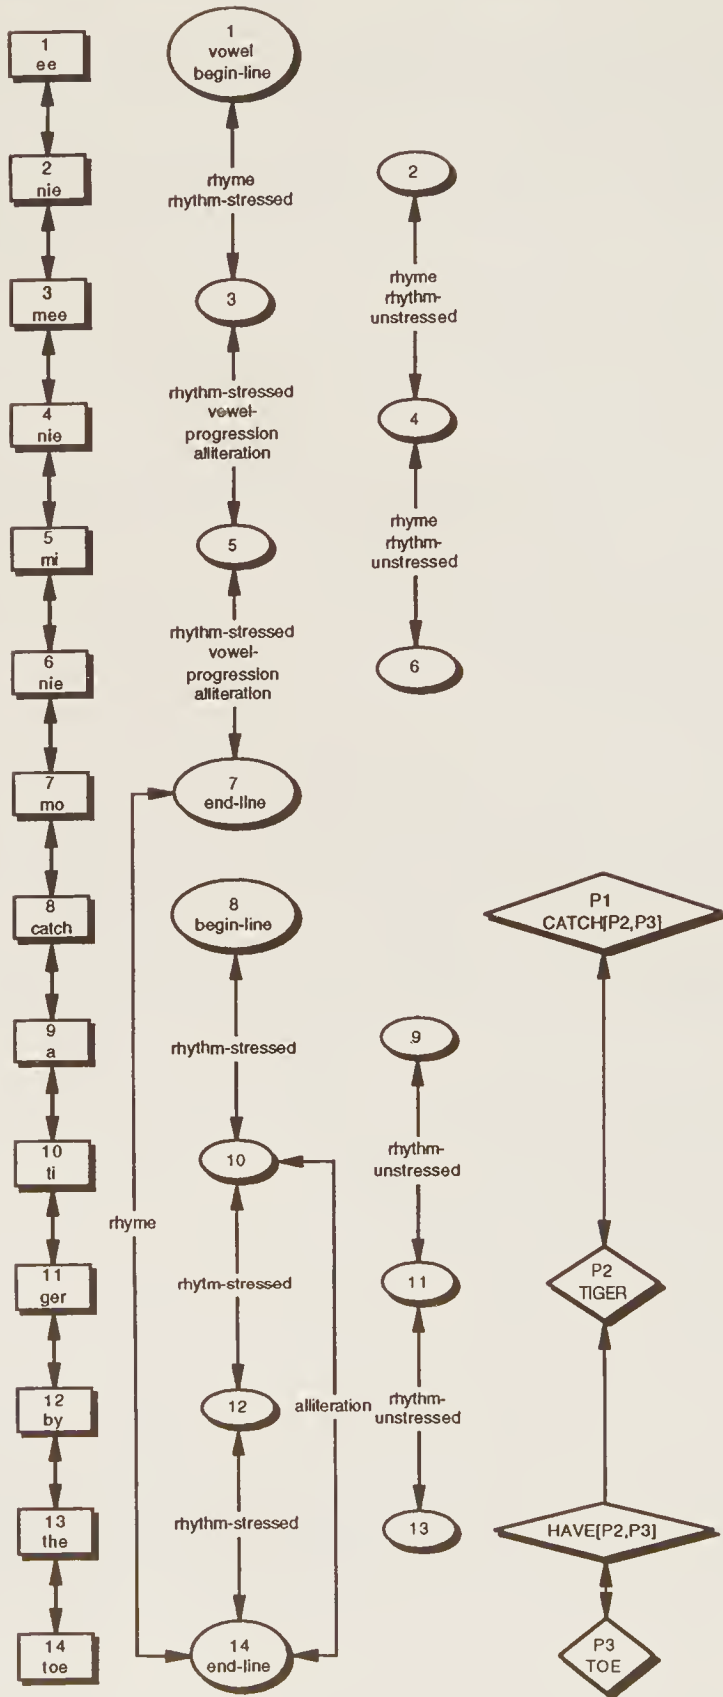 1
ee
2
nie
3
mee
4
nie
5
mi
6
nie
7
mo
8
catch
9
a
10
ti
11
ger
12
by
13
the
14
toe
1
vowel
begin-line
rhyme
rhythm-stressed
3
rhythm-stressed
vowel-
progression
alliteration
5
rhythm-stressed
vowel-
progression
alliteration
7
end-line
rhyme
8
begin-line
rhythm-stressed
10
rhytm-stressed
alliteration
12
rhythm-stressed
14
end-line
2
rhyme
rhythm-
unstressed
4
rhyme
rhythm-
unstressed
6
9
rhythm-
unstressed
11
rhythm-
unstressed
13
P1
CATCH[P2,P3]
P2
TIGER
HAVE[P2,P3]
P3
TOE